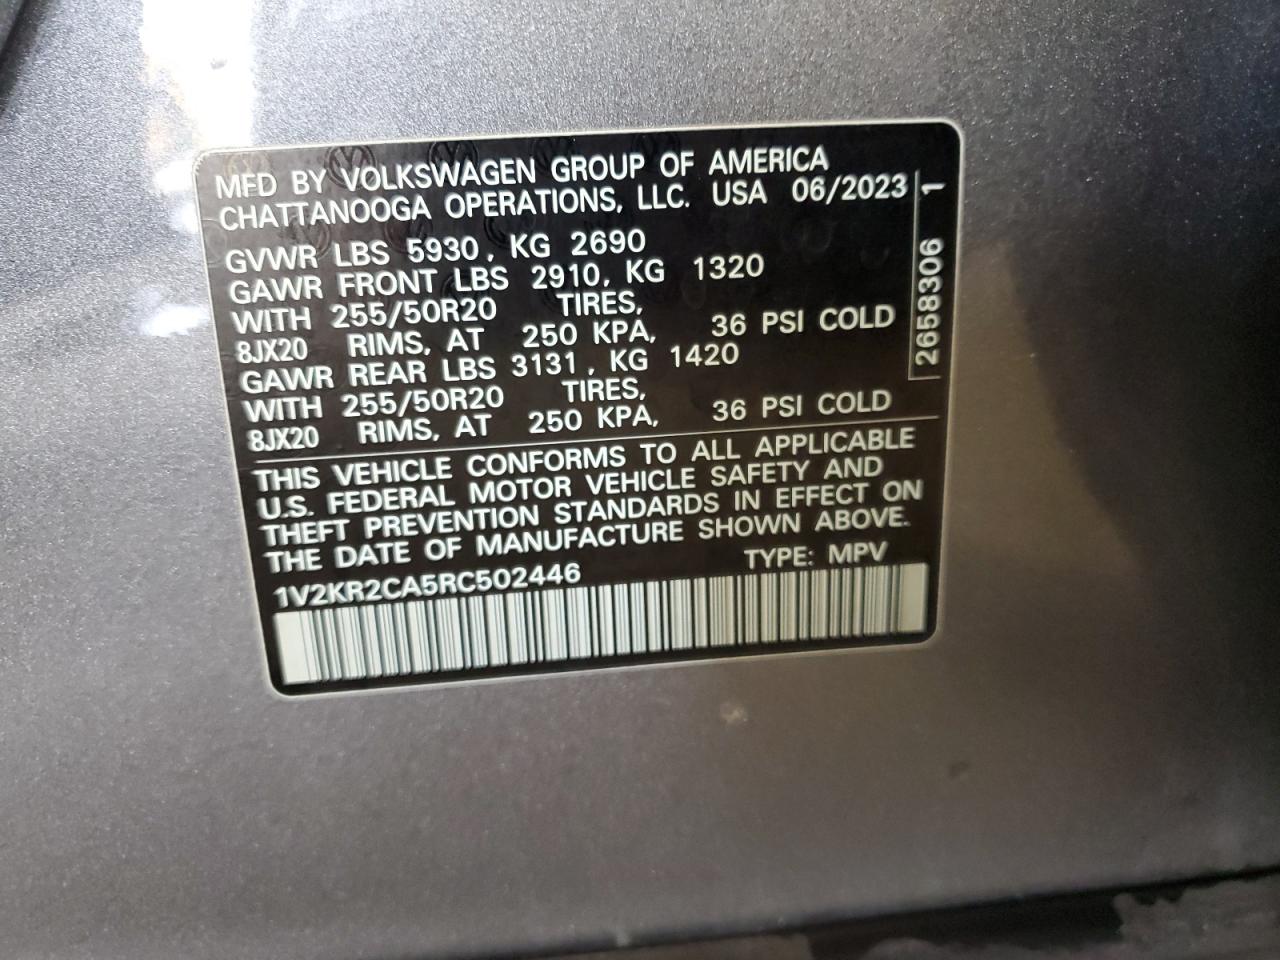 MFD BY VOLKSWAGEN GROUP OF AMERICA
CHATTANOOGA OPERATIONS, LLC. USA 06/2023
GVWR LBS 5930, KG 2690
GAWR FRONT LBS 2910, KG 1320
WITH 255/50R20 TIRES,
8JX20 RIMS, AT 250 KPA, 36 PSI COLD
GAWR REAR LBS 3131, KG 1420
WITH 255/50R20 TIRES,
8JX20 RIMS, AT 250 KPA, 36 PSI COLD
2658306 1
THIS VEHICLE CONFORMS TO ALL APPLICABLE
U.S. FEDERAL MOTOR VEHICLE SAFETY AND
THEFT PREVENTION STANDARDS IN EFFECT ON
THE DATE OF MANUFACTURE SHOWN ABOVE.
1V2KR2CA5RC502446 TYPE: MPV